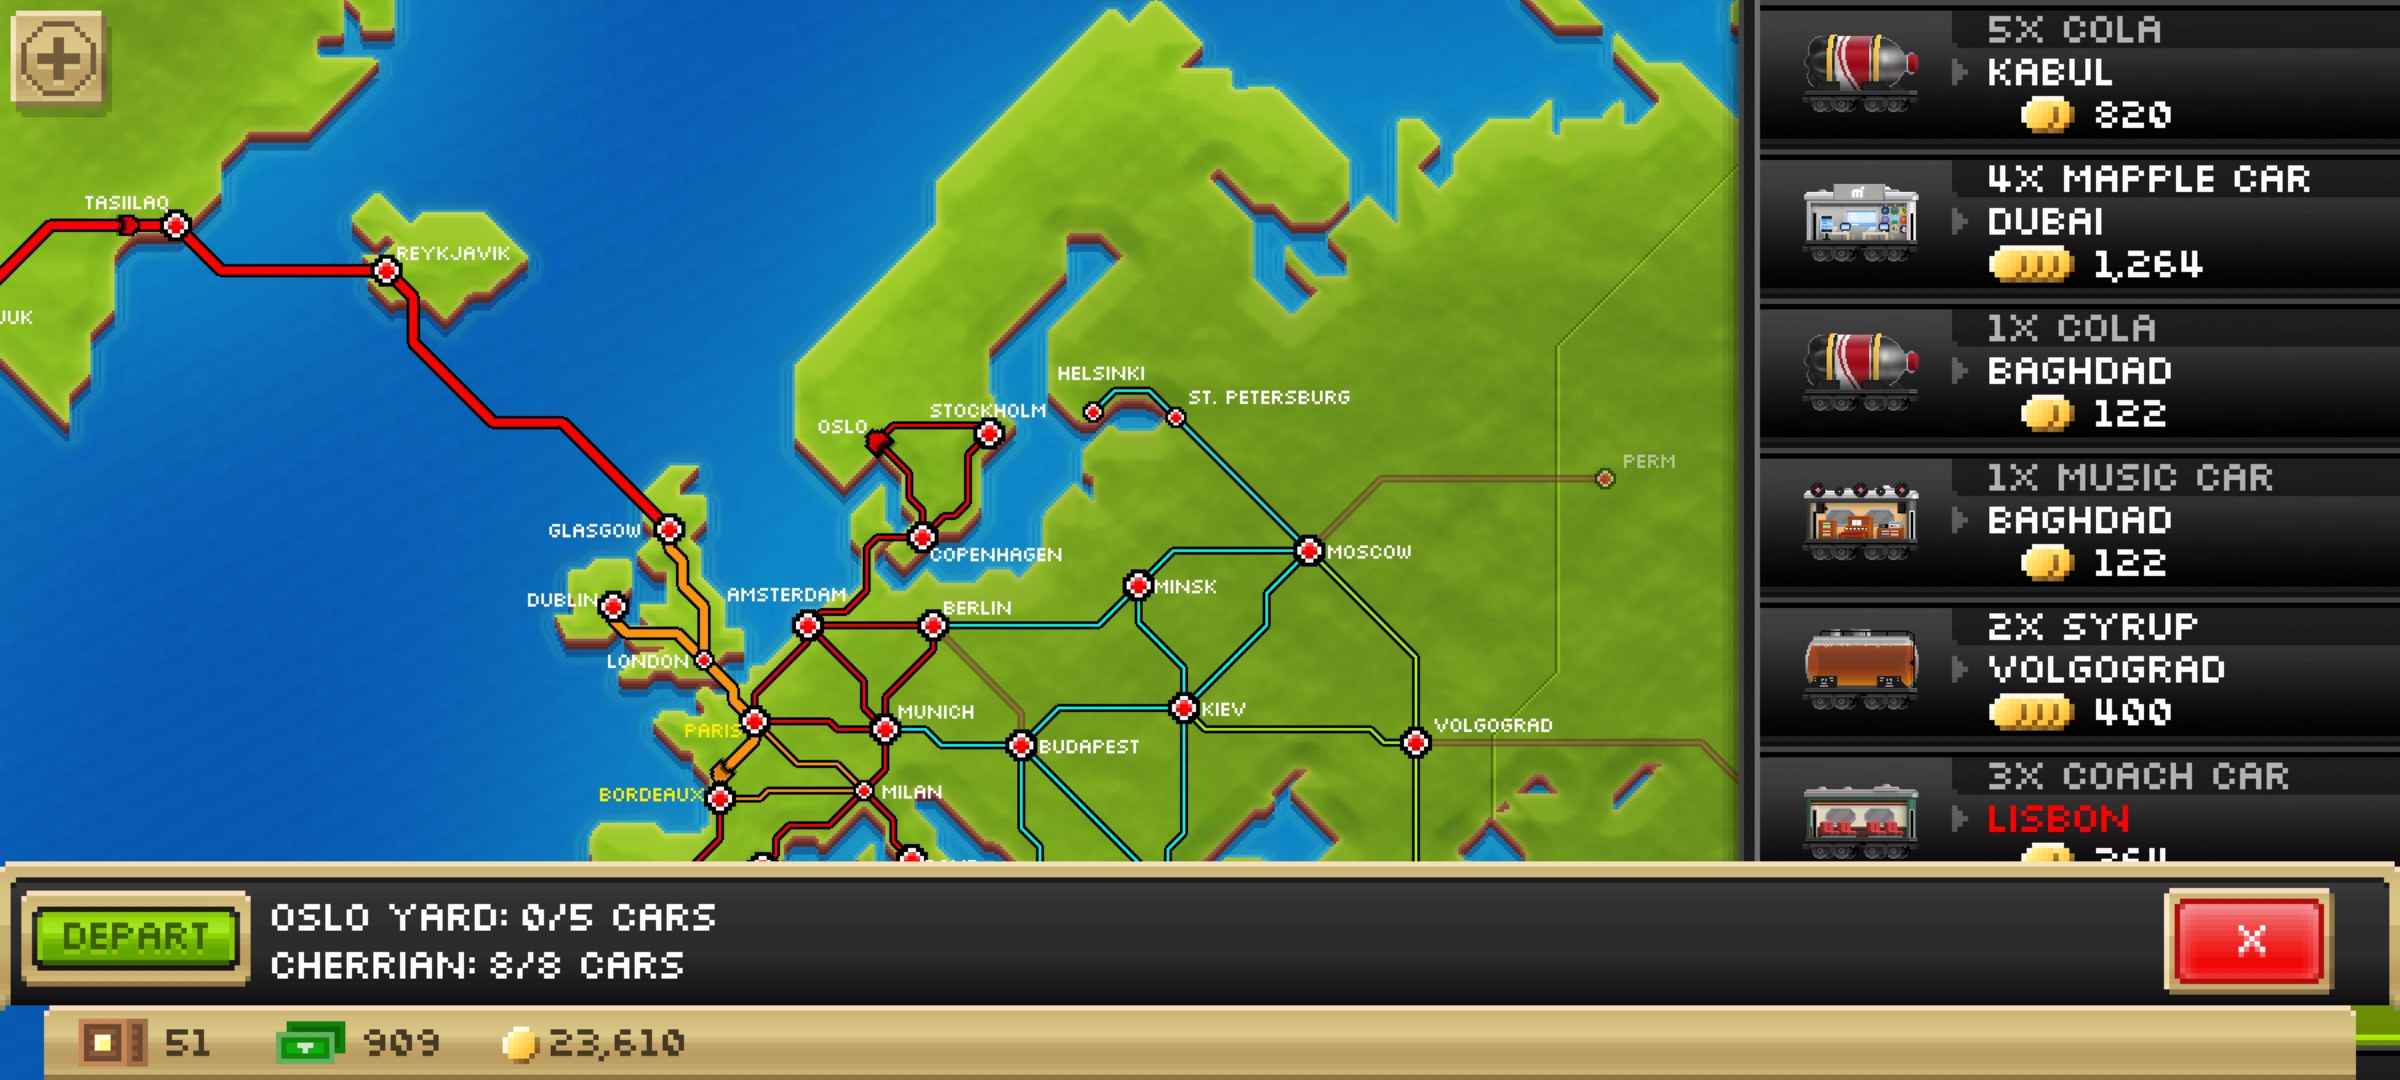 TASIILAQ
REYKJAVIK
HELSINKI
ST. PETERSBURG
STOCKHOLM
OSLO
PERM
GLASGOW
COPENHAGEN
MOSCOW
MINSK
DUBLIN
AMSTERDAM
BERLIN
LONDON
MUNICH
KIEV
PARIS
BUDAPEST
VOLGOGRAD
BORDEAUX
MILAN
5X COLA
KABUL
820
4X MAPPLE CAR
DUBAI
1,264
1X COLA
BAGHDAD
122
1X MUSIC CAR
BAGHDAD
122
2X SYRUP
VOLGOGRAD
400
3X COACH CAR
LISBON
DEPART
OSLO YARD: 0/5 CARS
CHERRIAN: 8/8 CARS
X
51
909
23,610